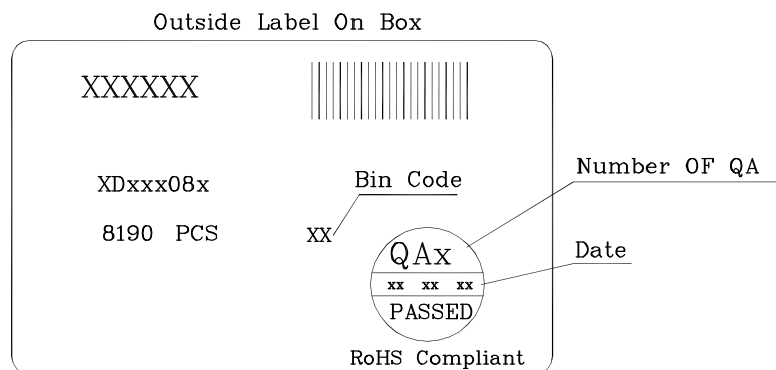 Outside Label On Box
XXXXXX
XDxxx08x
Bin Code
Number OF QA
8190 PCS
XX
QAx
Date
xx xx xx
PASSED
RoHS Compliant